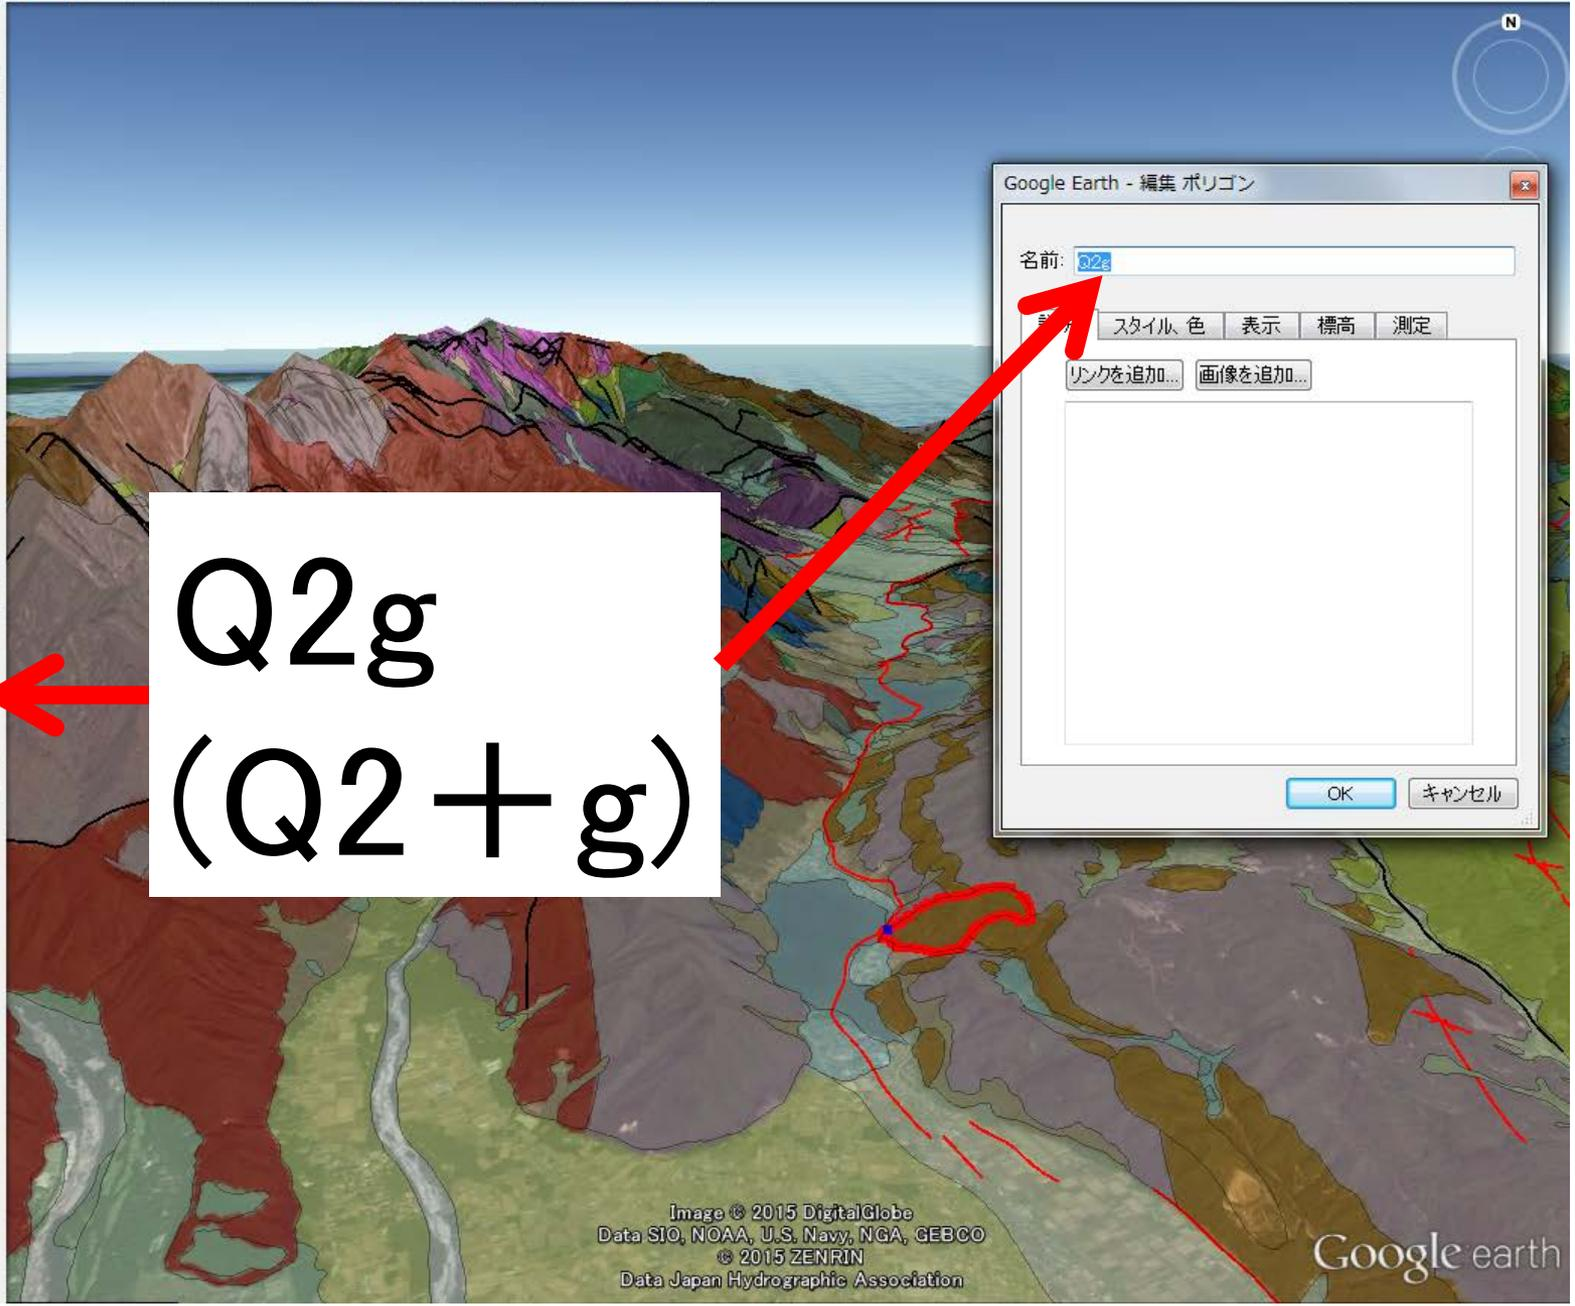 N
Google Earth - 編集 ポリゴン
名前: Q2g
スタイル、色 表示 標高 測定
リンクを追加... 画像を追加...
OK キャンセル
Q2g
(Q2＋g)
Image © 2015 DigitalGlobe
Data SIO, NOAA, U.S. Navy, NGA, GEBCO
© 2015 ZENRIN
Data Japan Hydrographic Association
Google earth